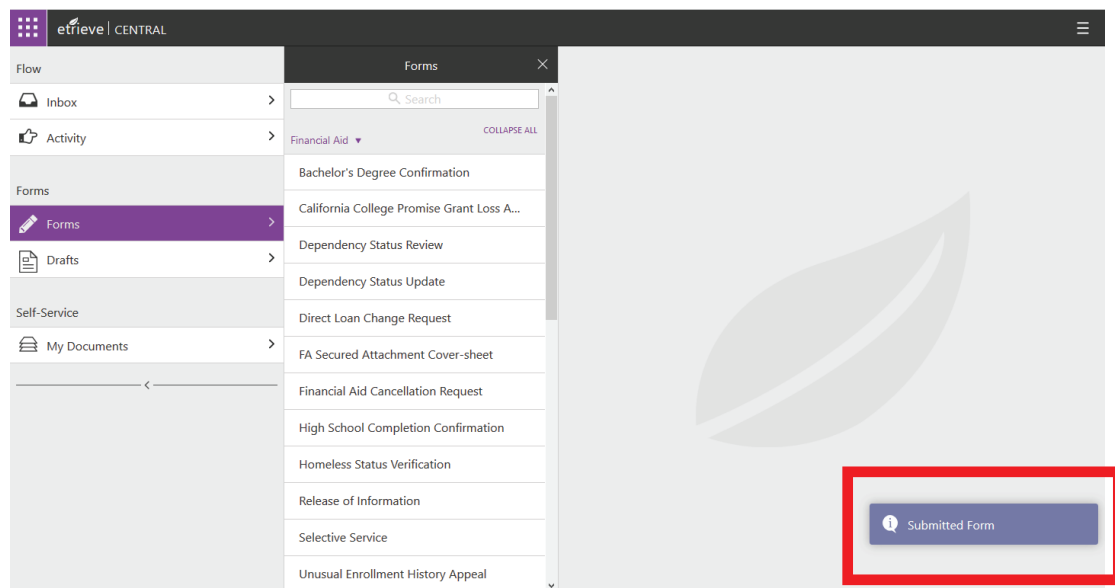 etrieve | CENTRAL
Flow
Inbox
Activity
Forms
Forms
Drafts
Self-Service
My Documents
Forms
Search
COLLAPSE ALL
Financial Aid
Bachelor's Degree Confirmation
California College Promise Grant Loss A...
Dependency Status Review
Dependency Status Update
Direct Loan Change Request
FA Secured Attachment Cover-sheet
Financial Aid Cancellation Request
High School Completion Confirmation
Homeless Status Verification
Release of Information
Selective Service
Unusual Enrollment History Appeal
Submitted Form